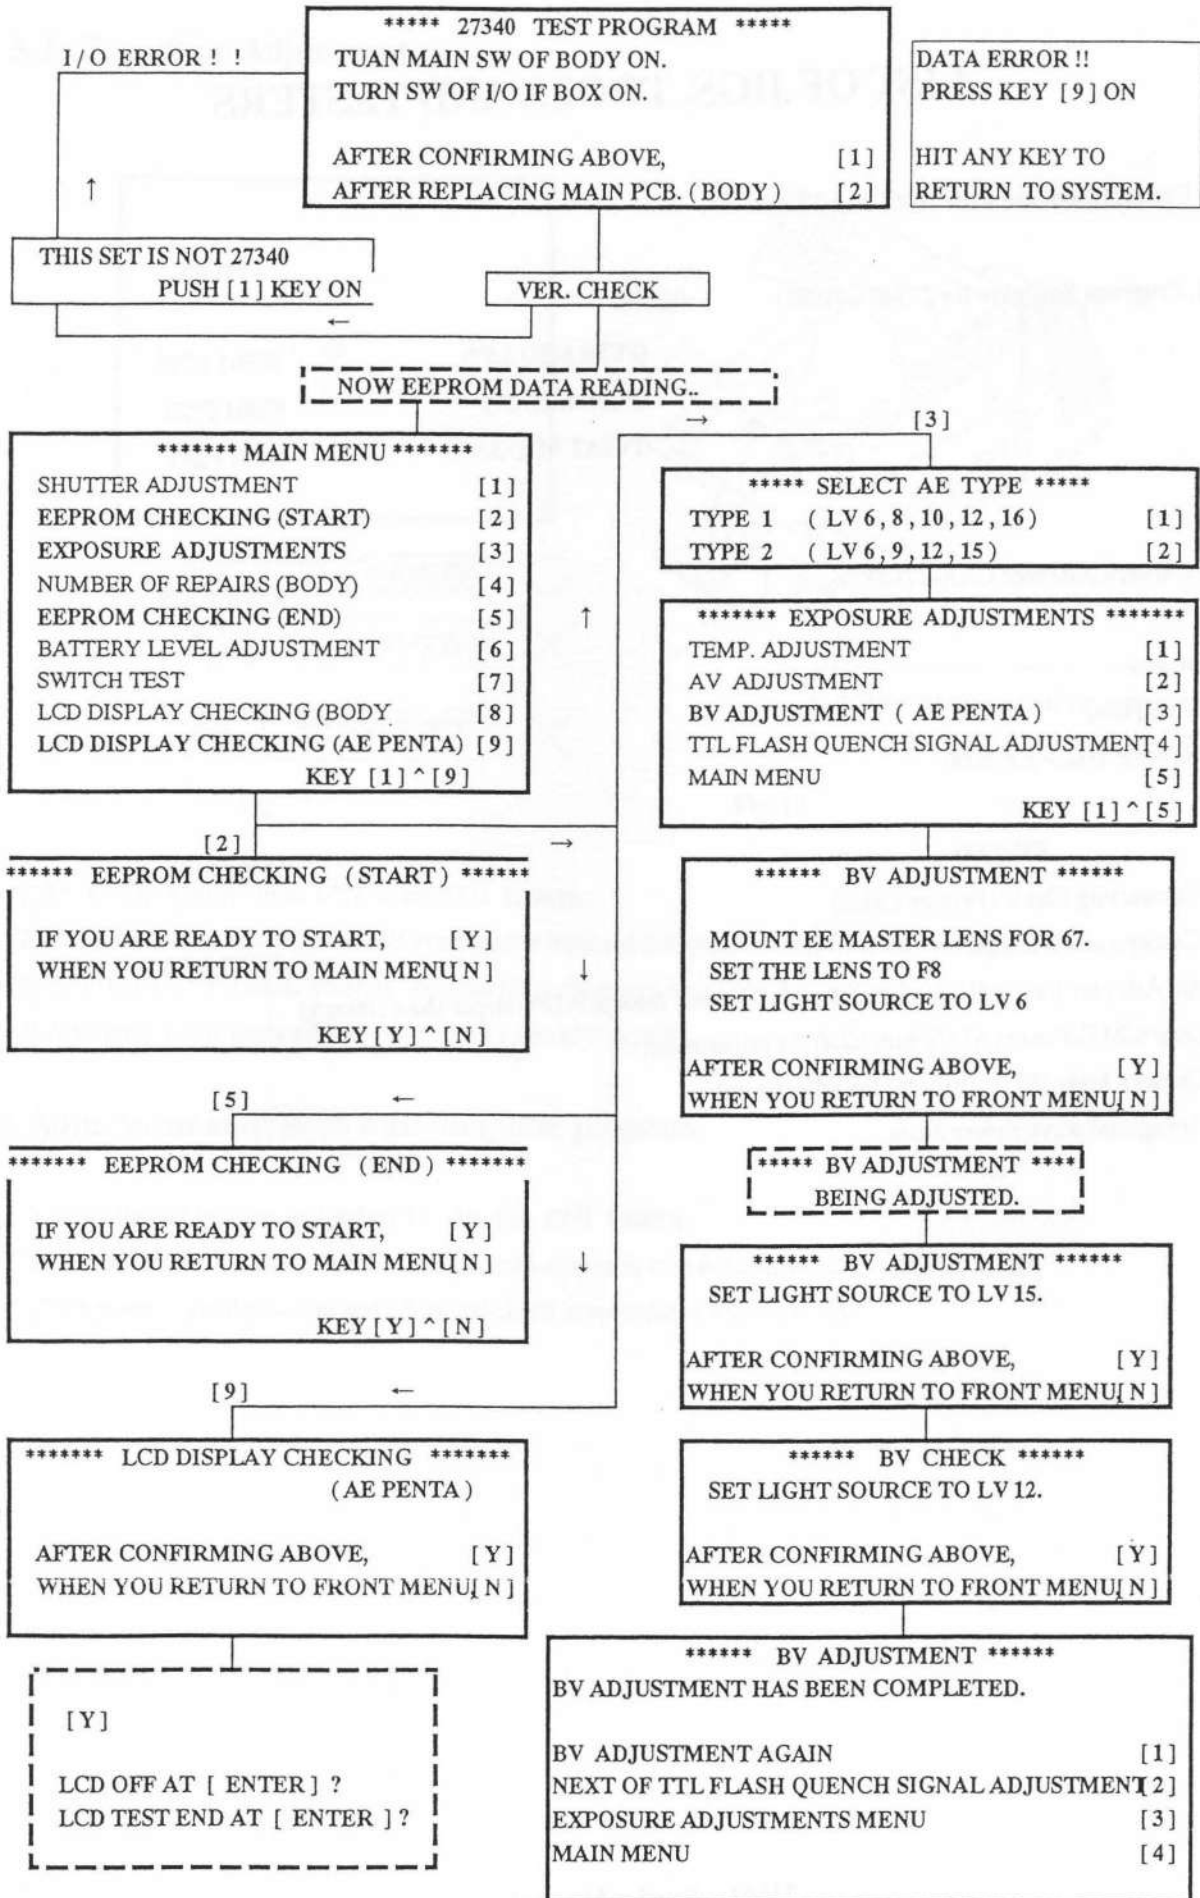 ***** 27340 TEST PROGRAM *****
TUAN MAIN SW OF BODY ON.
TURN SW OF I/O IF BOX ON.
AFTER CONFIRMING ABOVE, [1]
AFTER REPLACING MAIN PCB. (BODY) [2]
I/O ERROR ! !
↑
DATA ERROR !!
PRESS KEY [9] ON
HIT ANY KEY TO
RETURN TO SYSTEM.
THIS SET IS NOT 27340
PUSH [1] KEY ON
←
VER. CHECK
NOW EEPROM DATA READING..
→
[3]
******* MAIN MENU *******
SHUTTER ADJUSTMENT [1]
EEPROM CHECKING (START) [2]
EXPOSURE ADJUSTMENTS [3]
NUMBER OF REPAIRS (BODY) [4]
EEPROM CHECKING (END) [5]
BATTERY LEVEL ADJUSTMENT [6]
SWITCH TEST [7]
LCD DISPLAY CHECKING (BODY [8]
LCD DISPLAY CHECKING (AE PENTA) [9]
KEY [1]^[9]
↑
[2]
→
****** EEPROM CHECKING (START) ******
IF YOU ARE READY TO START, [Y]
WHEN YOU RETURN TO MAIN MENU[N]
KEY [Y]^[N]
↓
[5]
←
******* EEPROM CHECKING (END) *******
IF YOU ARE READY TO START, [Y]
WHEN YOU RETURN TO MAIN MENU[N]
KEY [Y]^[N]
↓
[9]
←
******* LCD DISPLAY CHECKING *******
(AE PENTA)
AFTER CONFIRMING ABOVE, [Y]
WHEN YOU RETURN TO FRONT MENU[N]
[Y]
LCD OFF AT [ ENTER ] ?
LCD TEST END AT [ ENTER ] ?
***** SELECT AE TYPE *****
TYPE 1 (LV 6, 8, 10, 12, 16) [1]
TYPE 2 (LV 6, 9, 12, 15) [2]
******* EXPOSURE ADJUSTMENTS *******
TEMP. ADJUSTMENT [1]
AV ADJUSTMENT [2]
BV ADJUSTMENT ( AE PENTA) [3]
TTL FLASH QUENCH SIGNAL ADJUSTMENT[4]
MAIN MENU [5]
KEY [1]^[5]
****** BV ADJUSTMENT ******
MOUNT EE MASTER LENS FOR 67.
SET THE LENS TO F8
SET LIGHT SOURCE TO LV 6
AFTER CONFIRMING ABOVE, [Y]
WHEN YOU RETURN TO FRONT MENU[N]
***** BV ADJUSTMENT ****
BEING ADJUSTED.
****** BV ADJUSTMENT ******
SET LIGHT SOURCE TO LV 15.
AFTER CONFIRMING ABOVE, [Y]
WHEN YOU RETURN TO FRONT MENU[N]
****** BV CHECK ******
SET LIGHT SOURCE TO LV 12.
AFTER CONFIRMING ABOVE, [Y]
WHEN YOU RETURN TO FRONT MENU[N]
****** BV ADJUSTMENT ******
BV ADJUSTMENT HAS BEEN COMPLETED.
BV ADJUSTMENT AGAIN [1]
NEXT OF TTL FLASH QUENCH SIGNAL ADJUSTMENT[2]
EXPOSURE ADJUSTMENTS MENU [3]
MAIN MENU [4]